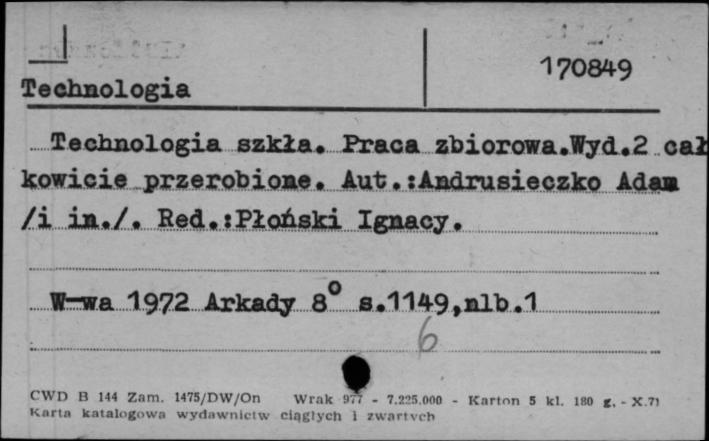 170849
Technologia
Technologia szkła. Praca zbiorowa.Wyd.2 cał
kowicie przerobione. Aut.:Andrusieczko Adam
/i in./. Red.:Płoński Ignacy.
W-wa 1972 Arkady 8° s.1149,nlb.1
6
CWD B 144 Zam. 1475/DW/On Wrak 977 - 7.225.000 - Karton 5 kl. 180 g. - X.71
Karta katalogowa wydawnictw ciągłych i zwartych